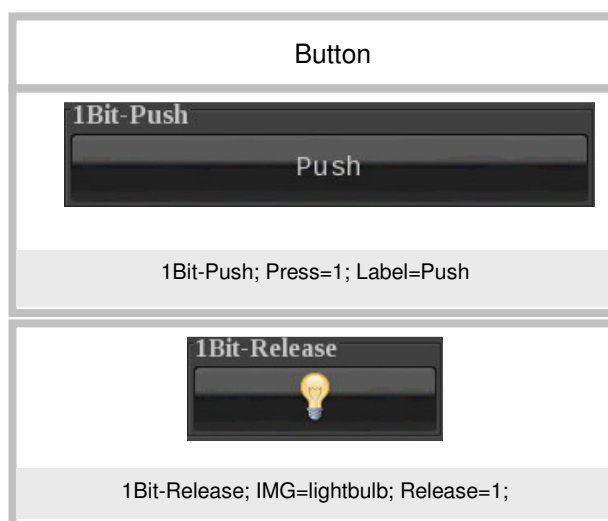 Button
1Bit-Push
Push
1Bit-Push; Press=1; Label=Push
1Bit-Release
1Bit-Release; IMG=lightbulb; Release=1;